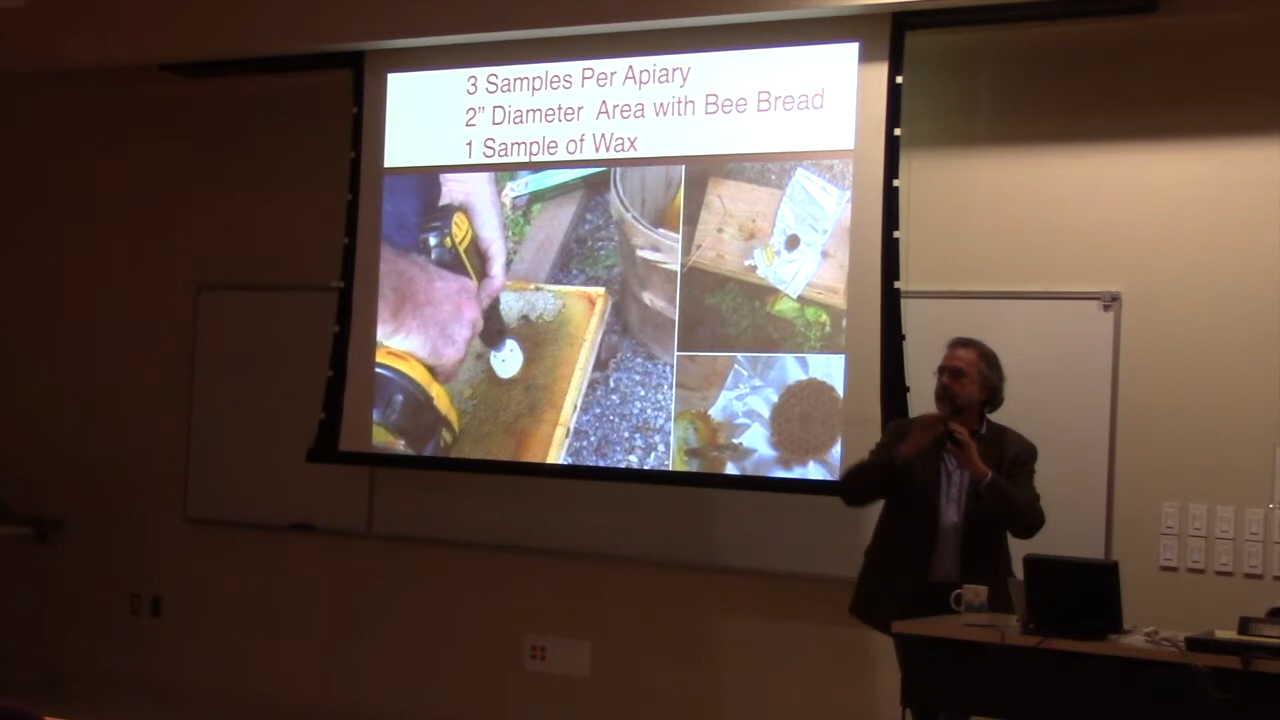 3 Samples Per Apiary
2” Diameter Area with Bee Bread
1 Sample of Wax